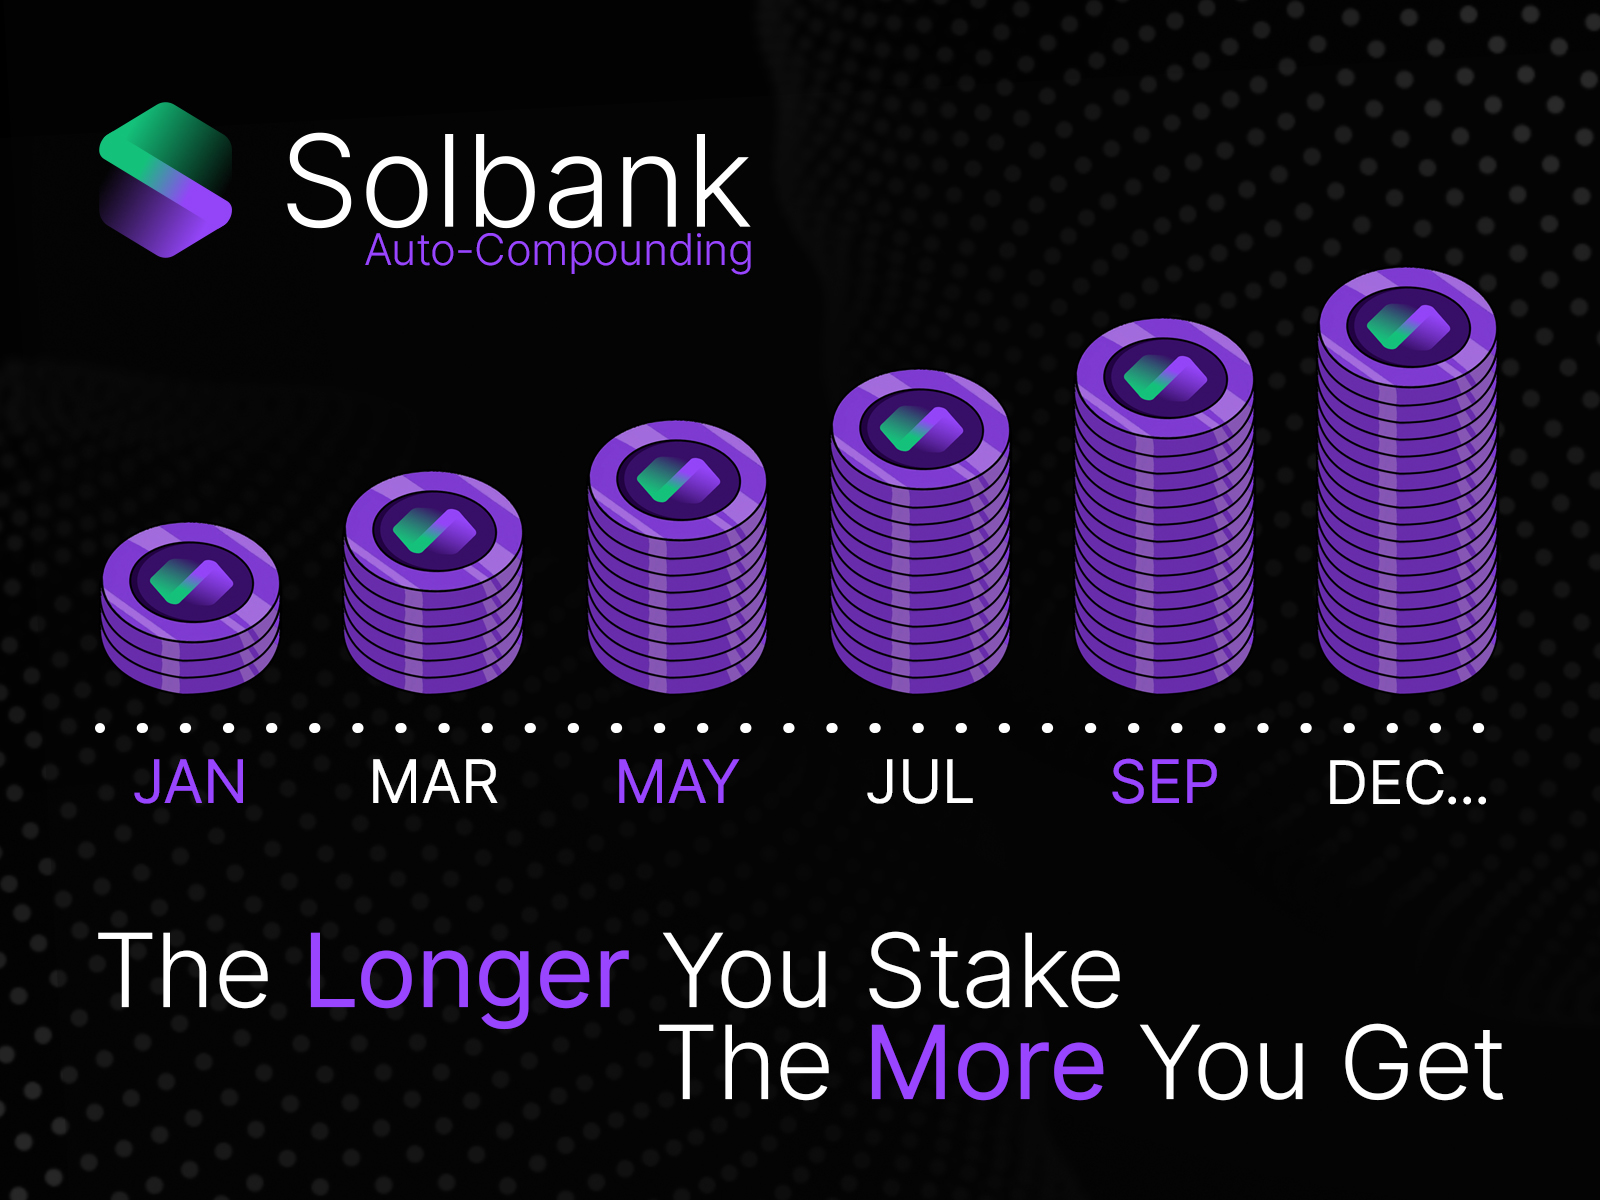 Solbank
Auto-Compounding
JAN MAR MAY JUL SEP DEC...
The Longer You Stake
The More You Get